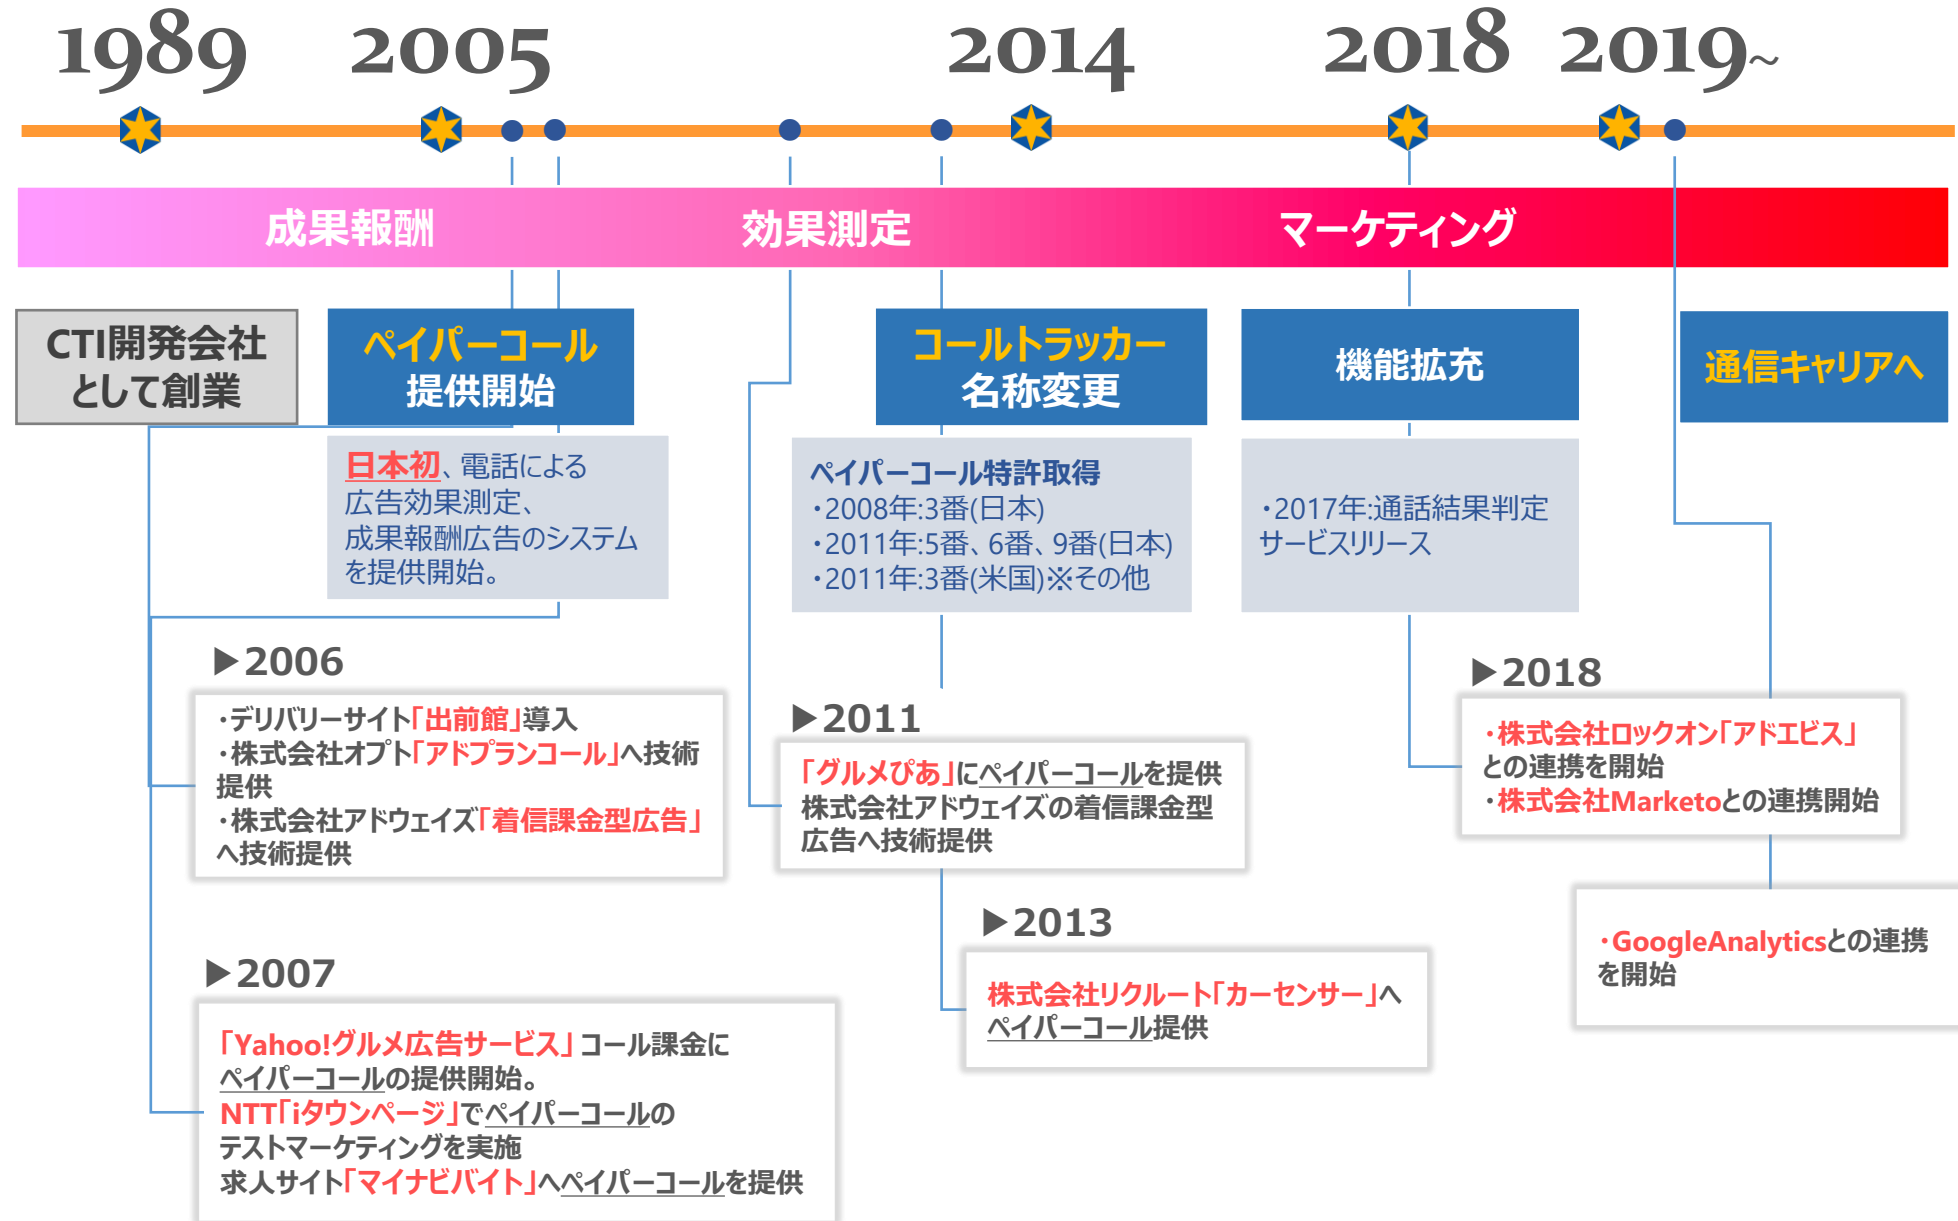 1989
2005
2014
2018
2019~
成果報酬
効果測定
マーケティング
CTI開発会社
として創業
ペイパーコール
提供開始
日本初、電話による
広告効果測定、
成果報酬広告のシステム
を提供開始。
コールトラッカー
名称変更
ペイパーコール特許取得
・2008年:3番(日本)
・2011年:5番、6番、9番(日本)
・2011年:3番(米国)※その他
機能拡充
・2017年:通話結果判定
サービスリリース
通信キャリアへ
▶2006
・デリバリーサイト「出前館」導入
・株式会社オプト「アドプランコール」へ技術
提供
・株式会社アドウェイズ「着信課金型広告」
へ技術提供
▶2007
「Yahoo!グルメ広告サービス」コール課金に
ペイパーコールの提供開始。
NTT「iタウンページ」でペイパーコールの
テストマーケティングを実施
求人サイト「マイナビバイト」へペイパーコールを提供
▶2011
「グルメぴあ」にペイパーコールを提供
株式会社アドウェイズの着信課金型
広告へ技術提供
▶2013
株式会社リクルート「カーセンサー」へ
ペイパーコール提供
▶2018
・株式会社ロックオン「アドエビス」
との連携を開始
・株式会社Marketoとの連携開始
・GoogleAnalyticsとの連携
を開始